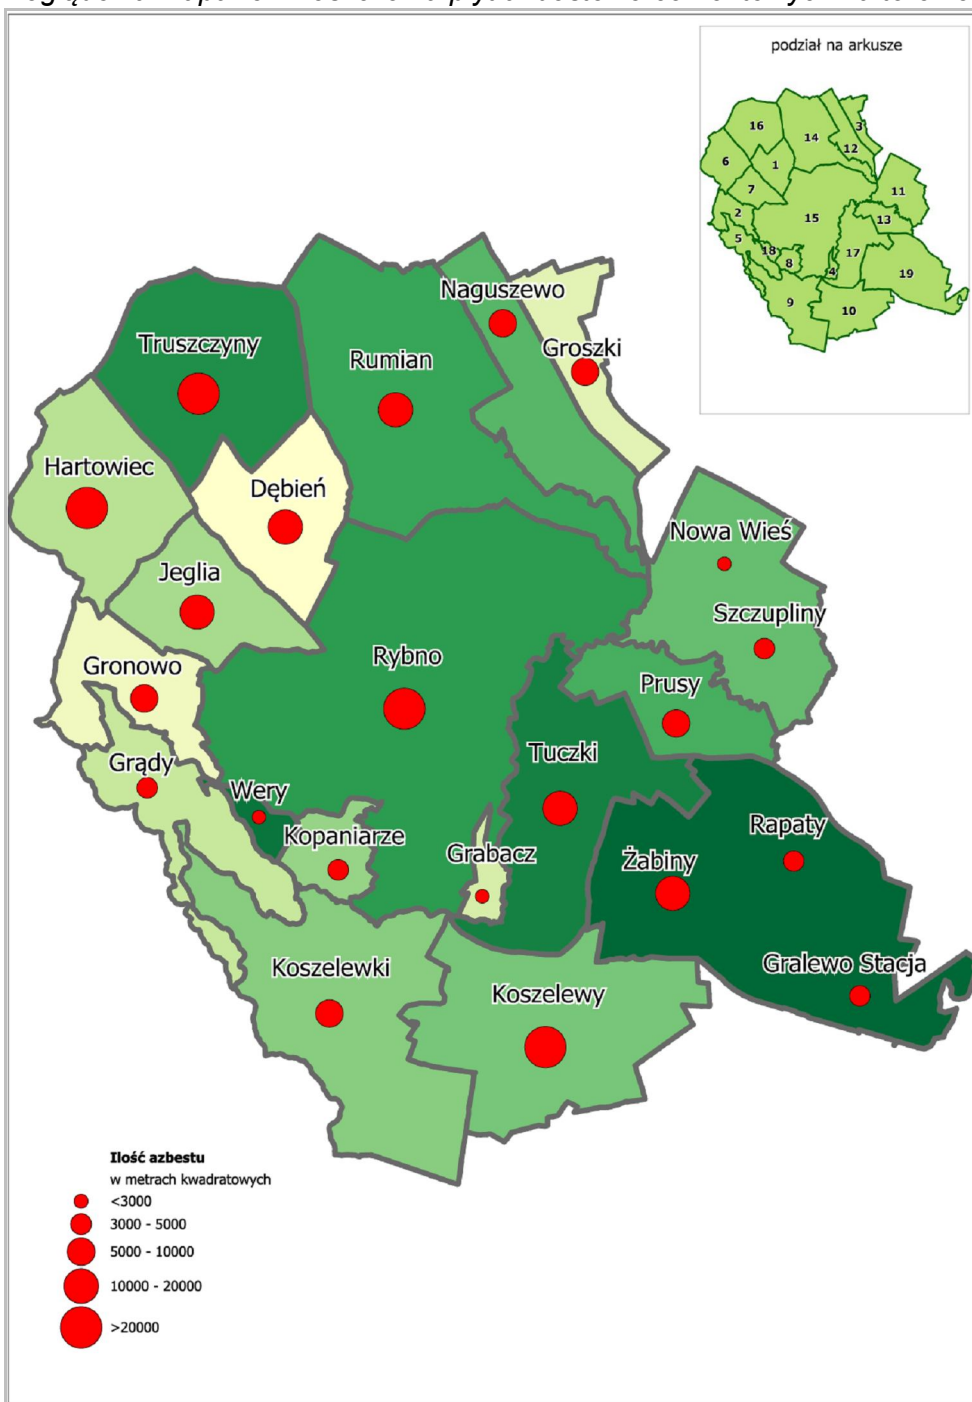 podział na arkusze
16
14
3
12
6
1
11
7
2
15
13
5
18
17
8
4
19
9
10
Naguszewo
Truszczyny
Rumian
Groszki
Hartowiec
Dębień
Nowa Wieś
Jeglia
Szczupliny
Gronowo
Rybno
Prusy
Grądy
Tuczki
Wery
Kopaniarze
Rapaty
Grabacz
Żabiny
Koszelewki
Gralewo Stacja
Koszelewy
Ilość azbestu
w metrach kwadratowych
<3000
3000 - 5000
5000 - 10000
10000 - 20000
>20000